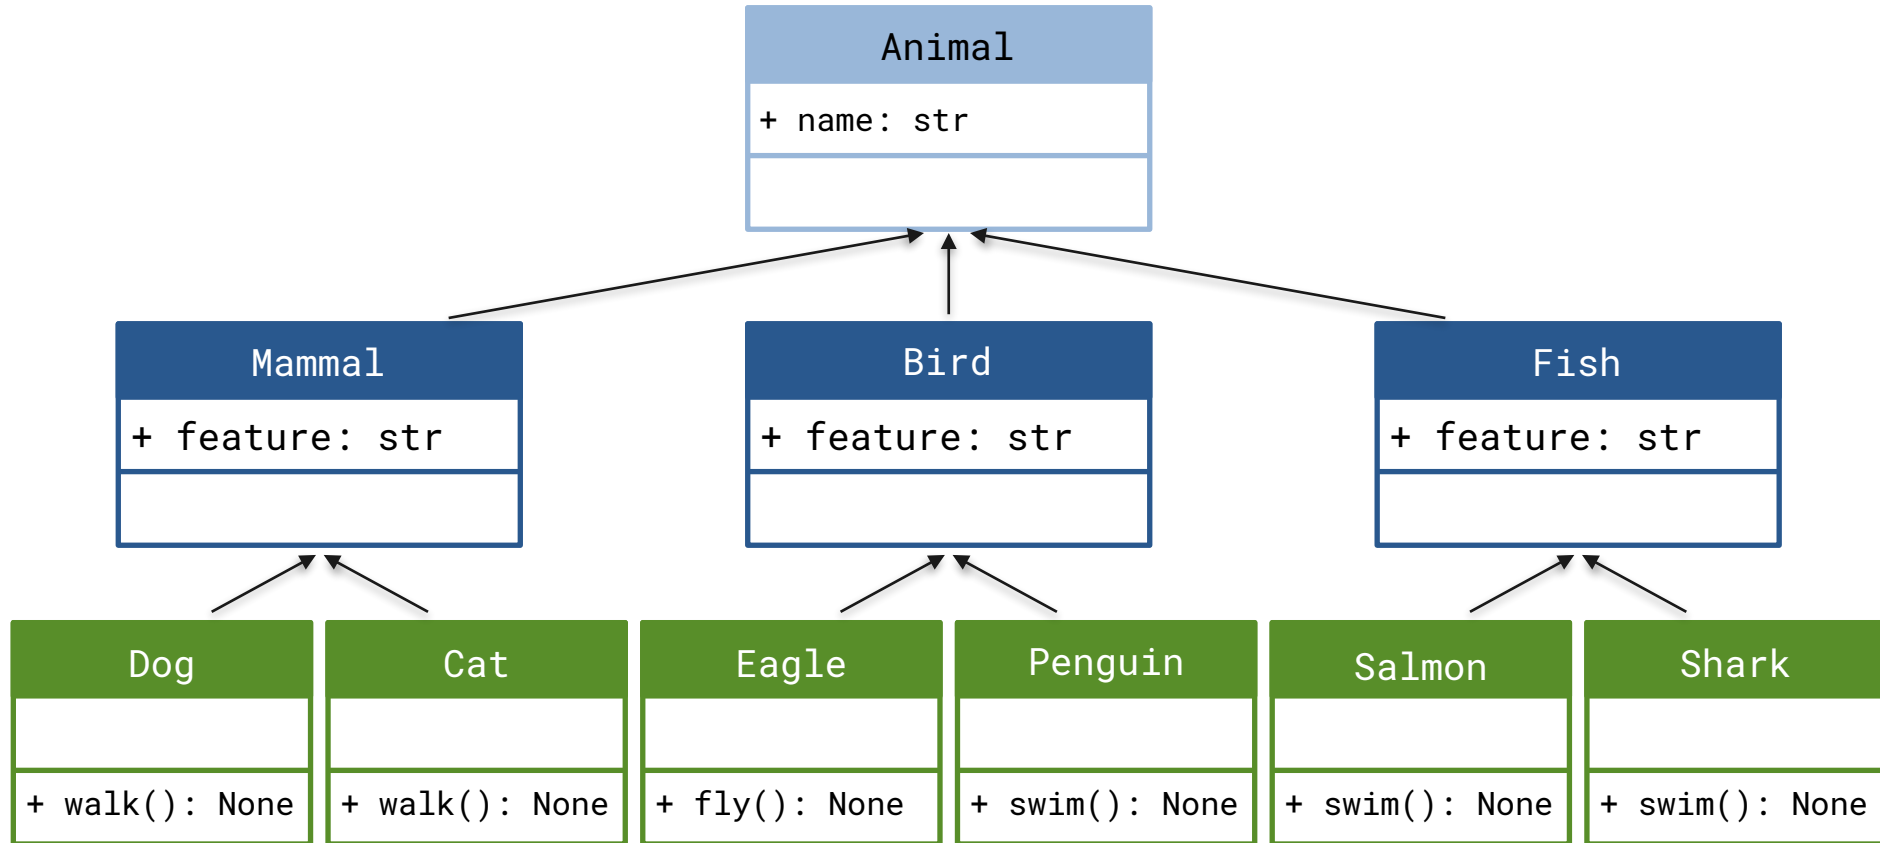 Animal
+ name: str
Mammal
+ feature: str
Bird
+ feature: str
Fish
+ feature: str
Dog
+ walk(): None
Cat
+ walk(): None
Eagle
+ fly(): None
Penguin
+ swim(): None
Salmon
+ swim(): None
Shark
+ swim(): None